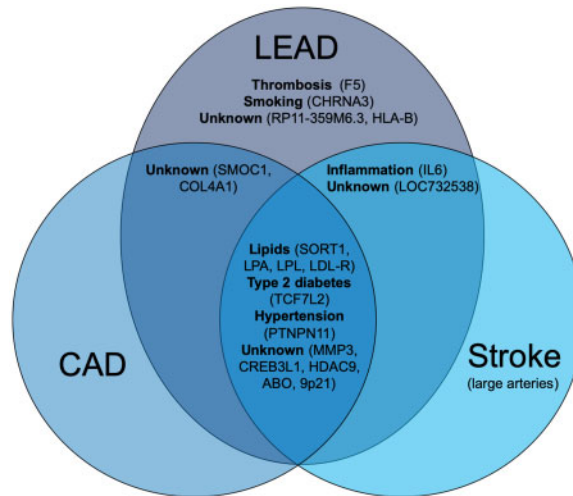 LEAD
Thrombosis (F5)
Smoking (CHRNA3)
Unknown (RP11-359M6.3, HLA-B)
Unknown (SMOC1,
COL4A1)
Inflammation (IL6)
Unknown (LOC732538)
Lipids (SORT1,
LPA, LPL, LDL-R)
Type 2 diabetes
(TCF7L2)
Hypertension
(PTNPN11)
Unknown (MMP3,
CREB3L1, HDAC9,
ABO, 9p21)
CAD
Stroke
(large arteries)